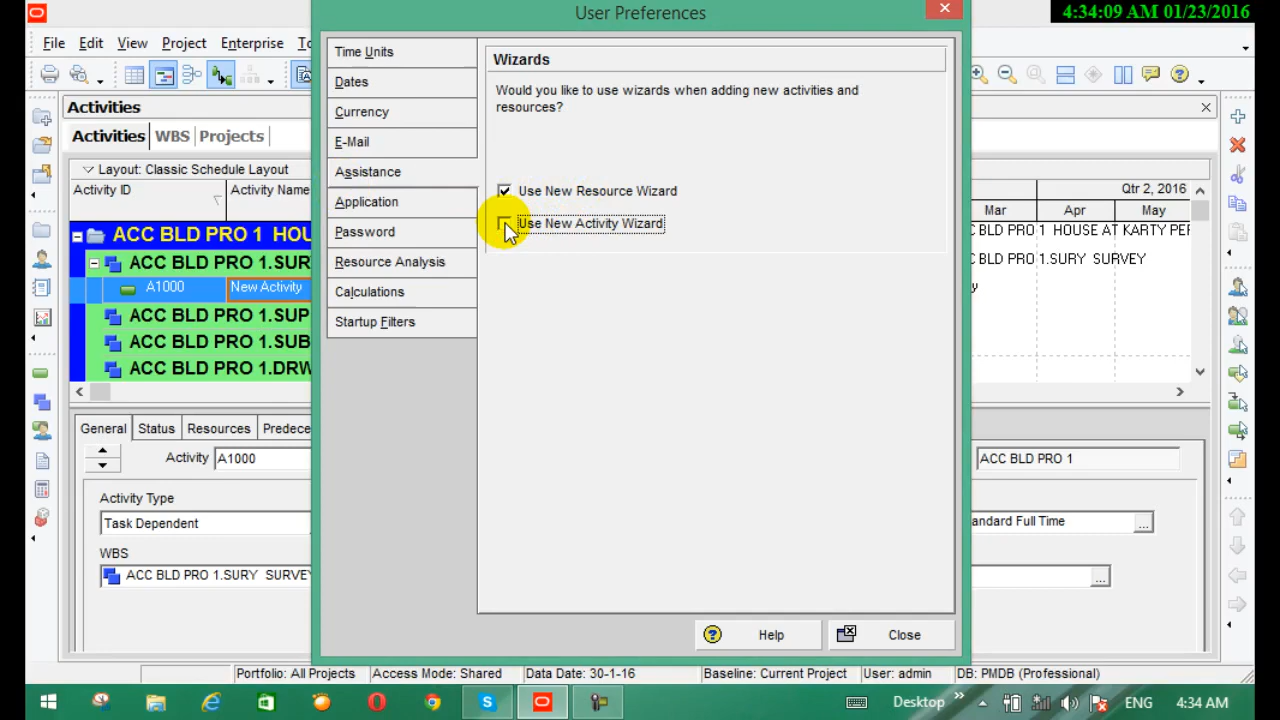 User Preferences
4:34:09 AM 01/23/2016
File Edit View Project Enterprise
Activities
Activities WBS Projects
Layout: Classic Schedule Layout
Activity ID Activity Name
ACC BLD PRO 1 HOU
ACC BLD PRO 1.SUR
A1000 New Activity
ACC BLD PRO 1.SUP
ACC BLD PRO 1.SUB
ACC BLD PRO 1.DRW
Time Units
Dates
Currency
E-Mail
Assistance
Application
Password
Resource Analysis
Calculations
Startup Filters
Wizards
Would you like to use wizards when adding new activities and
resources?
Use New Resource Wizard
Use New Activity Wizard
Help Close
Qtr 2, 2016
Mar Apr May
BLD PRO 1 HOUSE AT KARTY PER
CC BLD PRO 1.SURY SURVEY
y
General Status Resources Predece
Activity A1000
ACC BLD PRO 1
Activity Type
Task Dependent
andard Full Time
WBS
ACC BLD PRO 1.SURY SURVEY
Portfolio: All Projects Access Mode: Shared Data Date: 30-1-16 Baseline: Current Project User: admin DB: PMDB (Professional)
Desktop ENG 4:34 AM